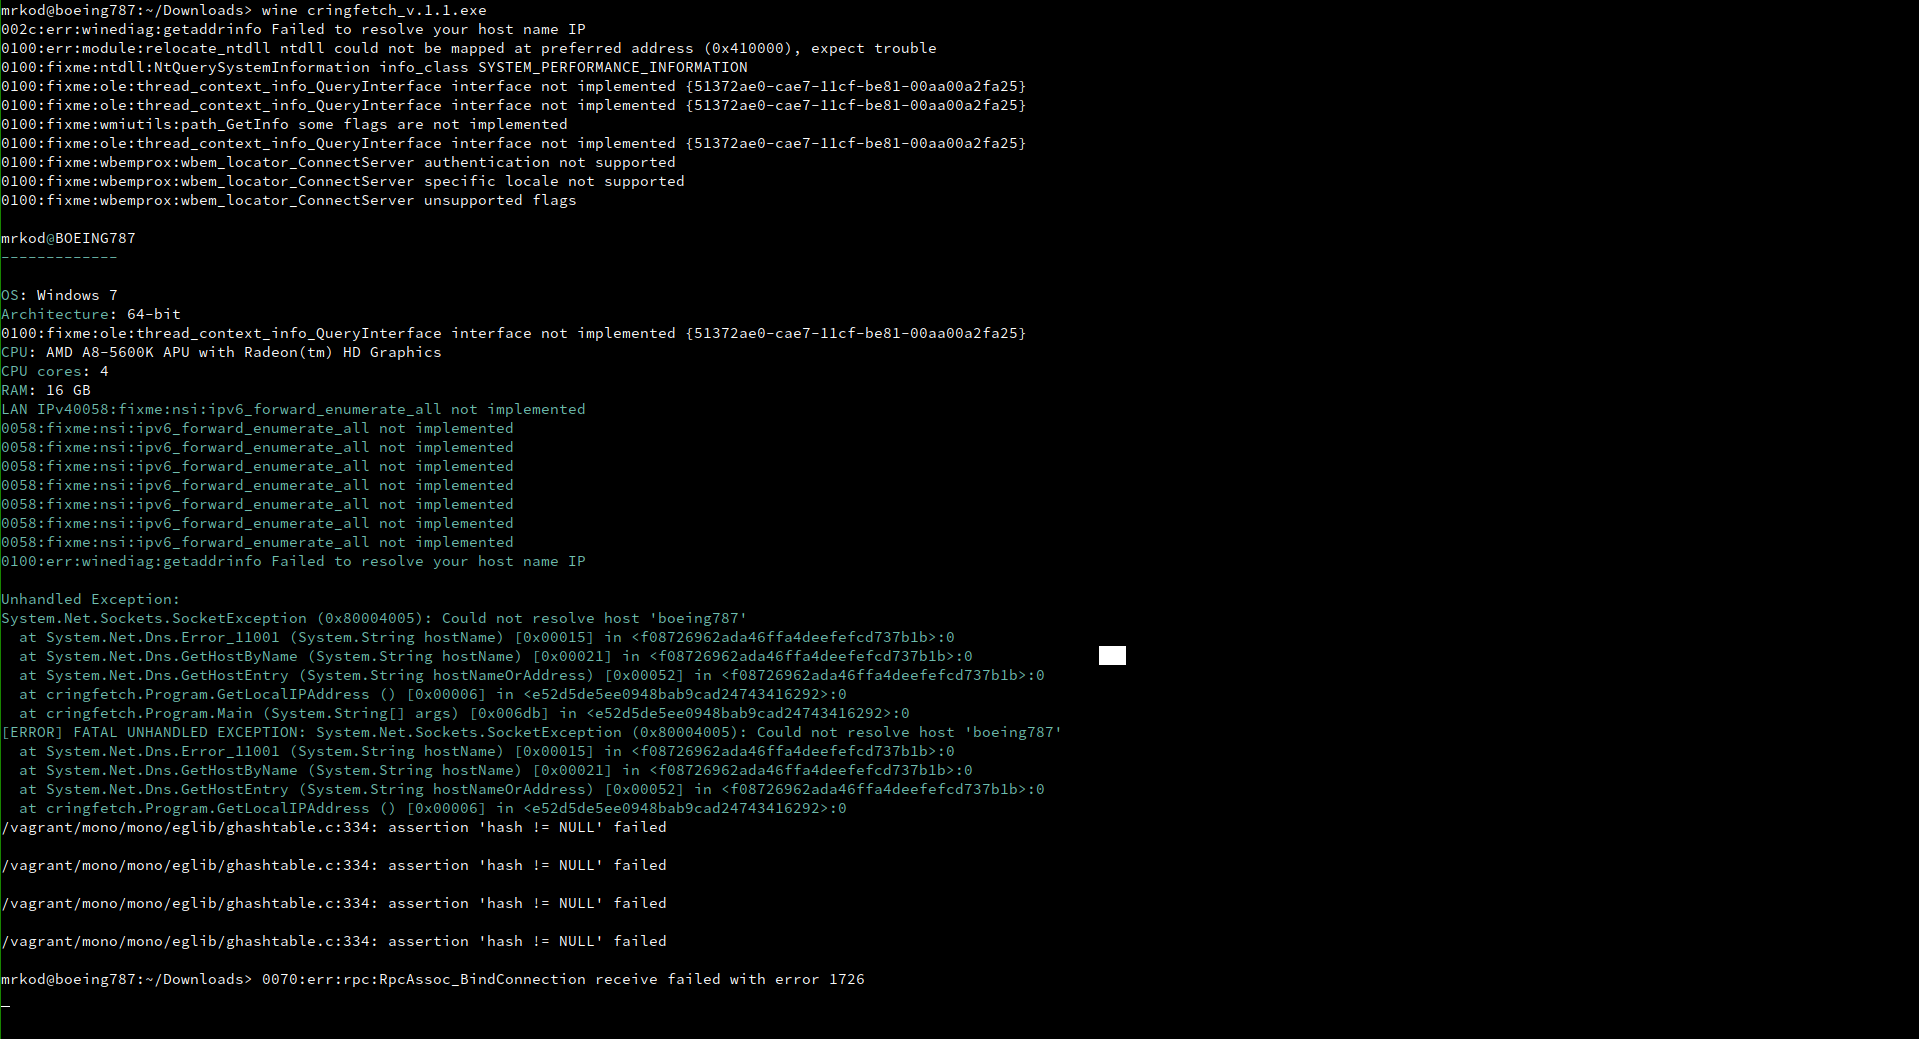 mrkod@boeing787:~/Downloads> wine cringfetch_v.1.1.exe
002c:err:winediag:getaddrinfo Failed to resolve your host name IP
0100:err:module:relocate_ntdll ntdll could not be mapped at preferred address (0x410000), expect trouble
0100:fixme:ntdll:NtQuerySystemInformation info_class SYSTEM_PERFORMANCE_INFORMATION
0100:fixme:ole:thread_context_info_QueryInterface interface not implemented {51372ae0-cae7-11cf-be81-00aa00a2fa25}
0100:fixme:ole:thread_context_info_QueryInterface interface not implemented {51372ae0-cae7-11cf-be81-00aa00a2fa25}
0100:fixme:wmiutils:path_GetInfo some flags are not implemented
0100:fixme:ole:thread_context_info_QueryInterface interface not implemented {51372ae0-cae7-11cf-be81-00aa00a2fa25}
0100:fixme:wbemprox:wbem_locator_ConnectServer authentication not supported
0100:fixme:wbemprox:wbem_locator_ConnectServer specific locale not supported
0100:fixme:wbemprox:wbem_locator_ConnectServer unsupported flags
mrkod@BOEING787
-------------
OS: Windows 7
Architecture: 64-bit
0100:fixme:ole:thread_context_info_QueryInterface interface not implemented {51372ae0-cae7-11cf-be81-00aa00a2fa25}
CPU: AMD A8-5600K APU with Radeon(tm) HD Graphics
CPU cores: 4
RAM: 16 GB
LAN IPv40058:fixme:nsi:ipv6_forward_enumerate_all not implemented
0058:fixme:nsi:ipv6_forward_enumerate_all not implemented
0058:fixme:nsi:ipv6_forward_enumerate_all not implemented
0058:fixme:nsi:ipv6_forward_enumerate_all not implemented
0058:fixme:nsi:ipv6_forward_enumerate_all not implemented
0058:fixme:nsi:ipv6_forward_enumerate_all not implemented
0058:fixme:nsi:ipv6_forward_enumerate_all not implemented
0058:fixme:nsi:ipv6_forward_enumerate_all not implemented
0100:err:winediag:getaddrinfo Failed to resolve your host name IP
Unhandled Exception:
System.Net.Sockets.SocketException (0x80004005): Could not resolve host 'boeing787'
  at System.Net.Dns.Error_11001 (System.String hostName) [0x00015] in <f08726962ada46ffa4deefefcd737b1b>:0
  at System.Net.Dns.GetHostByName (System.String hostName) [0x00021] in <f08726962ada46ffa4deefefcd737b1b>:0
  at System.Net.Dns.GetHostEntry (System.String hostNameOrAddress) [0x00052] in <f08726962ada46ffa4deefefcd737b1b>:0
  at cringfetch.Program.GetLocalIPAddress () [0x00006] in <e52d5de5ee0948bab9cad24743416292>:0
  at cringfetch.Program.Main (System.String[] args) [0x006db] in <e52d5de5ee0948bab9cad24743416292>:0
[ERROR] FATAL UNHANDLED EXCEPTION: System.Net.Sockets.SocketException (0x80004005): Could not resolve host 'boeing787'
  at System.Net.Dns.Error_11001 (System.String hostName) [0x00015] in <f08726962ada46ffa4deefefcd737b1b>:0
  at System.Net.Dns.GetHostByName (System.String hostName) [0x00021] in <f08726962ada46ffa4deefefcd737b1b>:0
  at System.Net.Dns.GetHostEntry (System.String hostNameOrAddress) [0x00052] in <f08726962ada46ffa4deefefcd737b1b>:0
  at cringfetch.Program.GetLocalIPAddress () [0x00006] in <e52d5de5ee0948bab9cad24743416292>:0
/vagrant/mono/mono/eglib/ghashtable.c:334: assertion 'hash != NULL' failed
/vagrant/mono/mono/eglib/ghashtable.c:334: assertion 'hash != NULL' failed
/vagrant/mono/mono/eglib/ghashtable.c:334: assertion 'hash != NULL' failed
/vagrant/mono/mono/eglib/ghashtable.c:334: assertion 'hash != NULL' failed
mrkod@boeing787:~/Downloads> 0070:err:rpc:RpcAssoc_BindConnection receive failed with error 1726